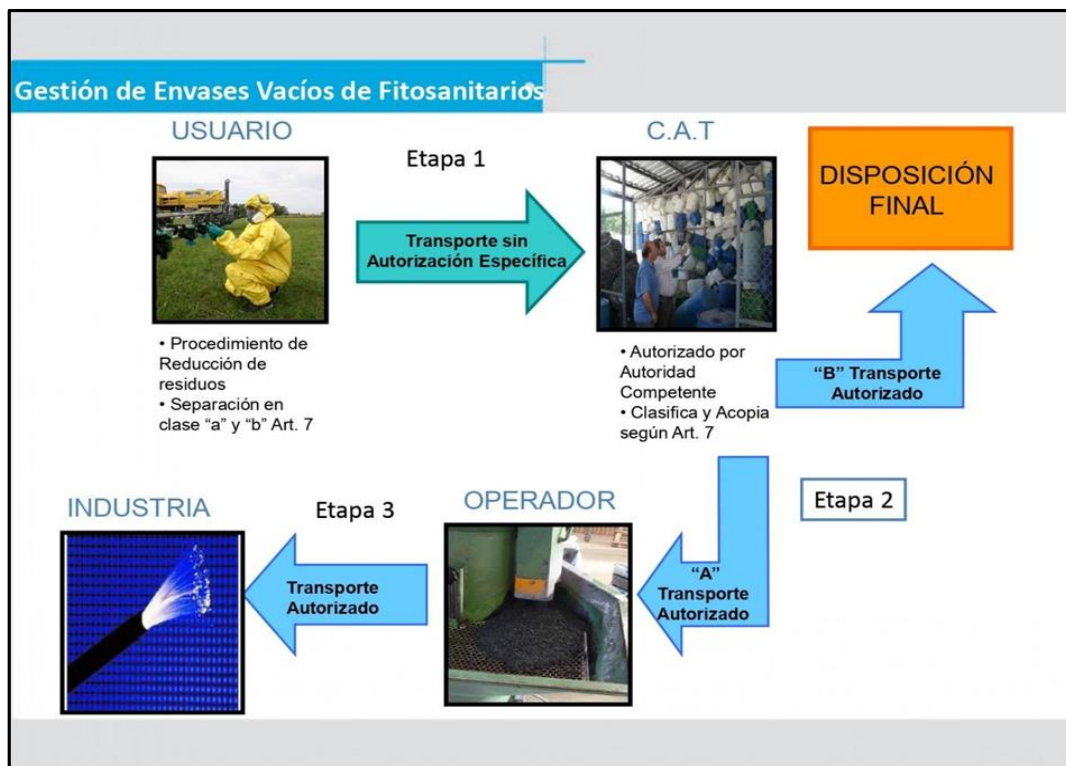 Gestión de Envases Vacíos de Fitosanitarios
USUARIO
Etapa 1
C.A.T
DISPOSICIÓN
FINAL
Transporte sin
Autorización Específica
• Procedimiento de
Reducción de
residuos
• Separación en
clase “a” y “b” Art. 7
• Autorizado por
Autoridad
Competente
• Clasifica y Acopia
según Art. 7
“B” Transporte
Autorizado
Etapa 2
“A”
Transporte
Autorizado
OPERADOR
Etapa 3
Transporte
Autorizado
INDUSTRIA